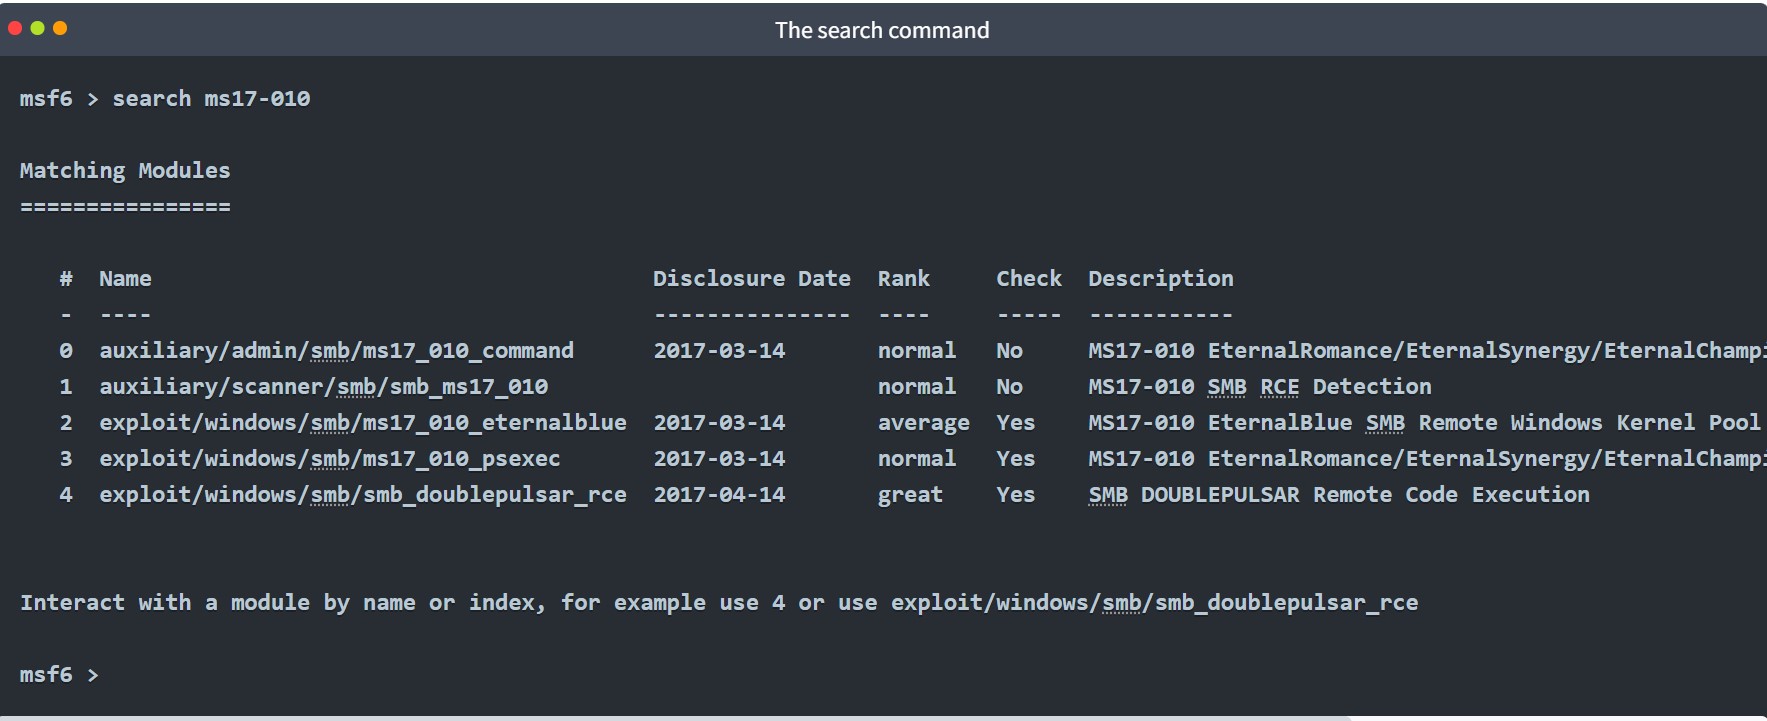 The search command
msf6 > search ms17-010
Matching Modules
================
#  Name                                      Disclosure Date  Rank     Check  Description
-  ----                                      ---------------  ----     -----  -----------
0  auxiliary/admin/smb/ms17_010_command      2017-03-14       normal   No     MS17-010 EternalRomance/EternalSynergy/EternalChampi
1  auxiliary/scanner/smb/smb_ms17_010                         normal   No     MS17-010 SMB RCE Detection
2  exploit/windows/smb/ms17_010_eternalblue  2017-03-14       average  Yes    MS17-010 EternalBlue SMB Remote Windows Kernel Pool
3  exploit/windows/smb/ms17_010_psexec       2017-03-14       normal   Yes    MS17-010 EternalRomance/EternalSynergy/EternalChampi
4  exploit/windows/smb/smb_doublepulsar_rce  2017-04-14       great    Yes    SMB DOUBLEPULSAR Remote Code Execution
Interact with a module by name or index, for example use 4 or use exploit/windows/smb/smb_doublepulsar_rce
msf6 >